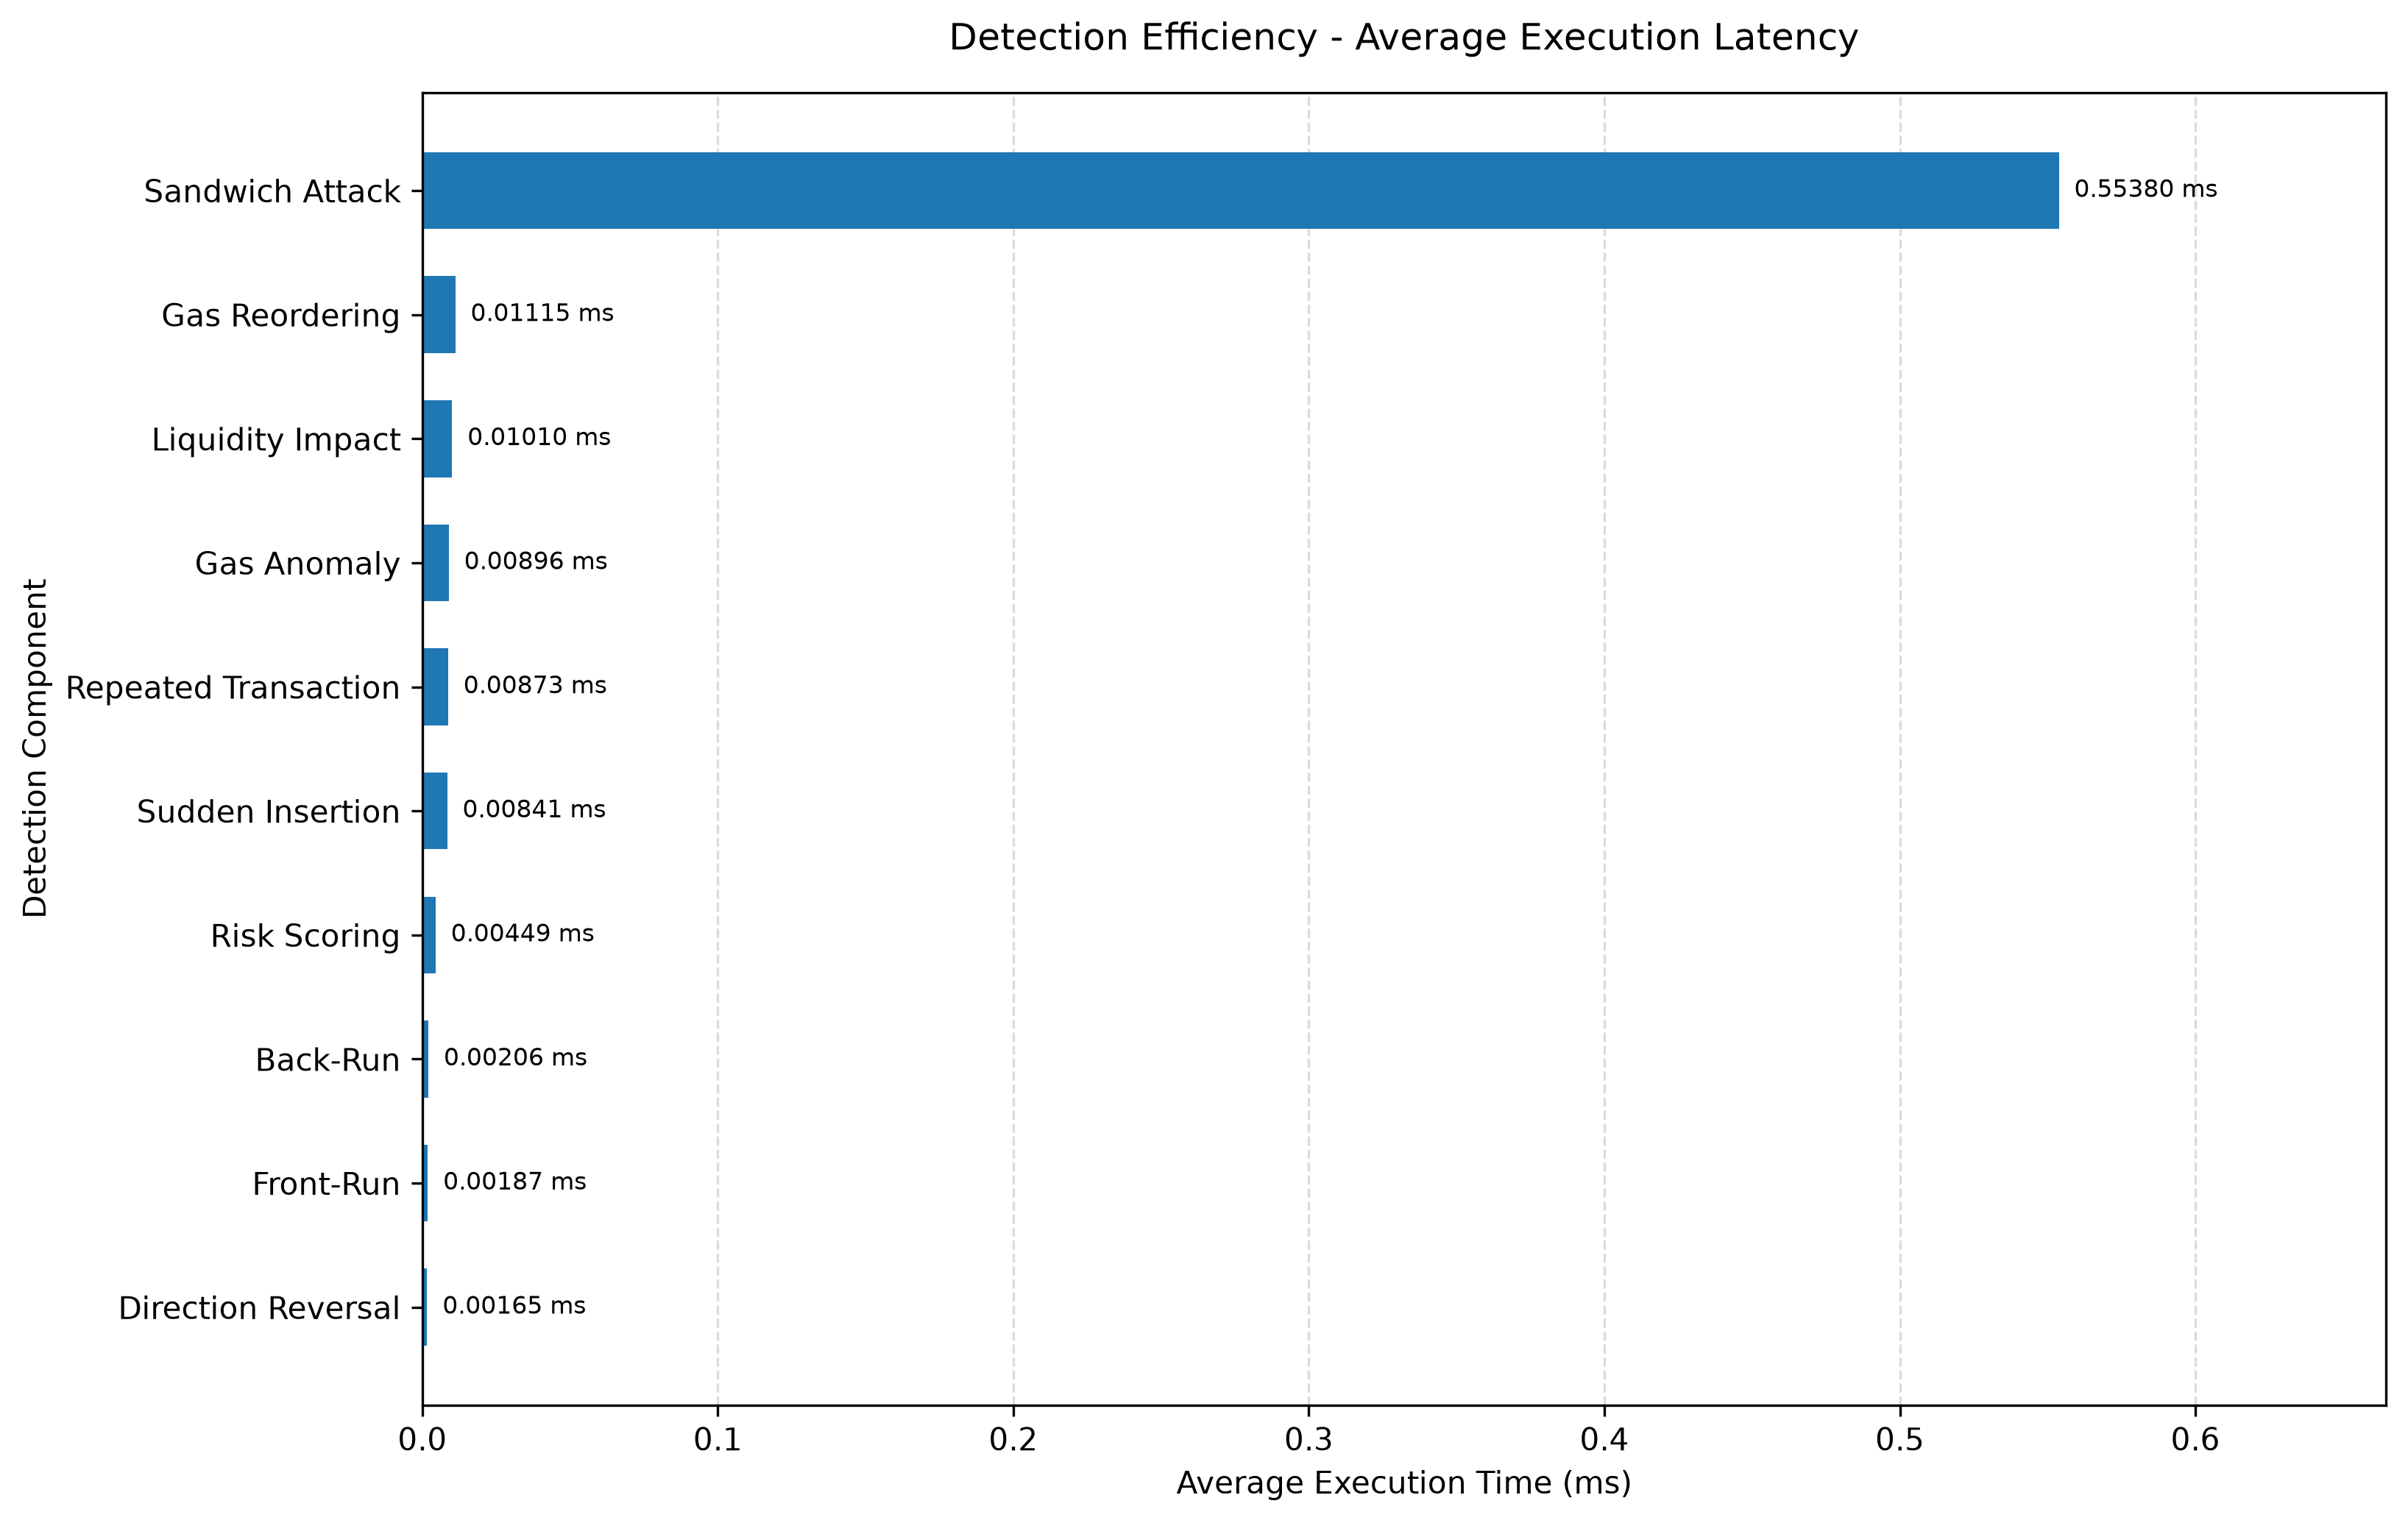 Detection Efficiency - Average Execution Latency
Detection Component
Sandwich Attack 0.55380 ms
Gas Reordering 0.01115 ms
Liquidity Impact 0.01010 ms
Gas Anomaly 0.00896 ms
Repeated Transaction 0.00873 ms
Sudden Insertion 0.00841 ms
Risk Scoring 0.00449 ms
Back-Run 0.00206 ms
Front-Run 0.00187 ms
Direction Reversal 0.00165 ms
0.0 0.1 0.2 0.3 0.4 0.5 0.6
Average Execution Time (ms)